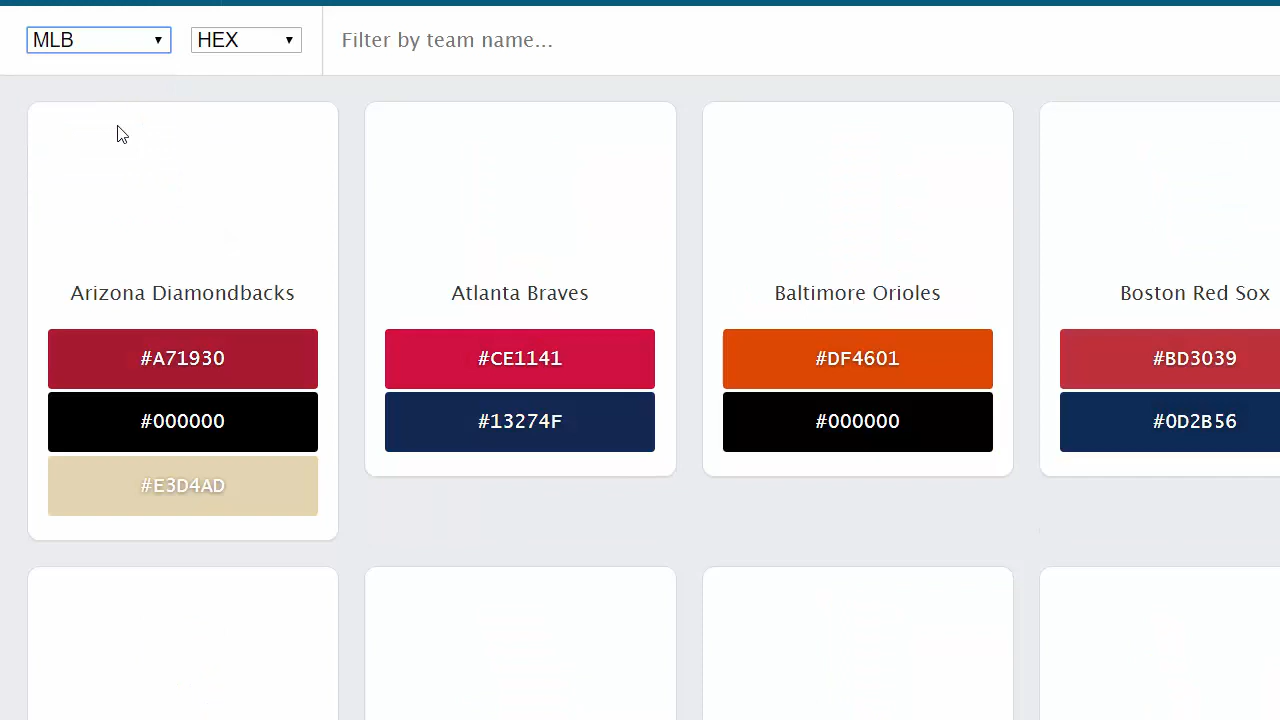 MLB HEX Filter by team name...
Arizona Diamondbacks Atlanta Braves Baltimore Orioles Boston Red Sox
#A71930 #CE1141 #DF4601 #BD3039
#000000 #13274F #000000 #0D2B56
#E3D4AD